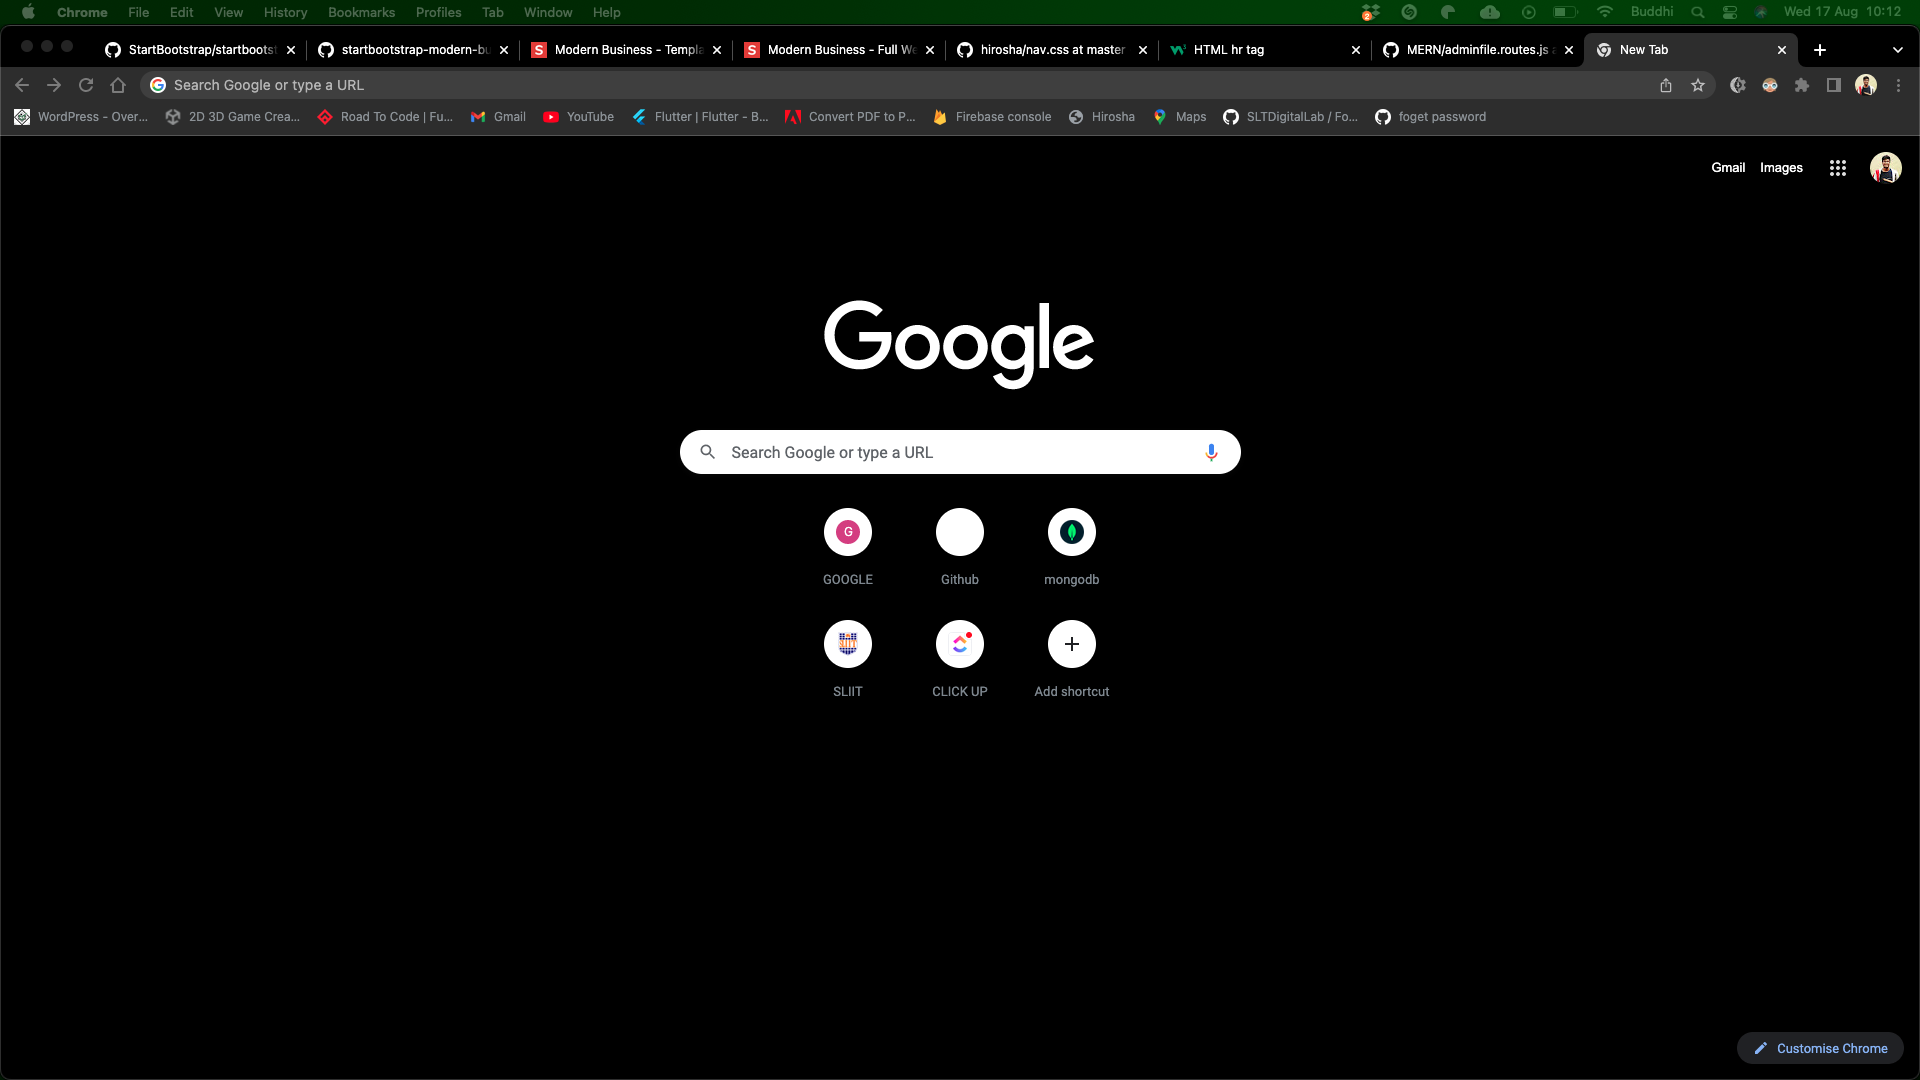 Chrome File Edit View History Bookmarks Profiles Tab Window Help 2 Buddhi Wed 17 Aug 10:12
StartBootstrap/startbootst startbootstrap-modern-bu S Modern Business - Templa S Modern Business - Full We hirosha/nav.css at master HTML hr tag MERN/adminfile.routes.js a New Tab
Search Google or type a URL
WordPress - Over... 2D 3D Game Crea... Road To Code | Fu... Gmail YouTube Flutter | Flutter - B... Convert PDF to P... Firebase console Hirosha Maps SLTDigitalLab / Fo... foget password
Gmail Images
Google
Search Google or type a URL
G
GOOGLE Github mongodb
SLIIT
SLIIT CLICK UP Add shortcut
Customise Chrome